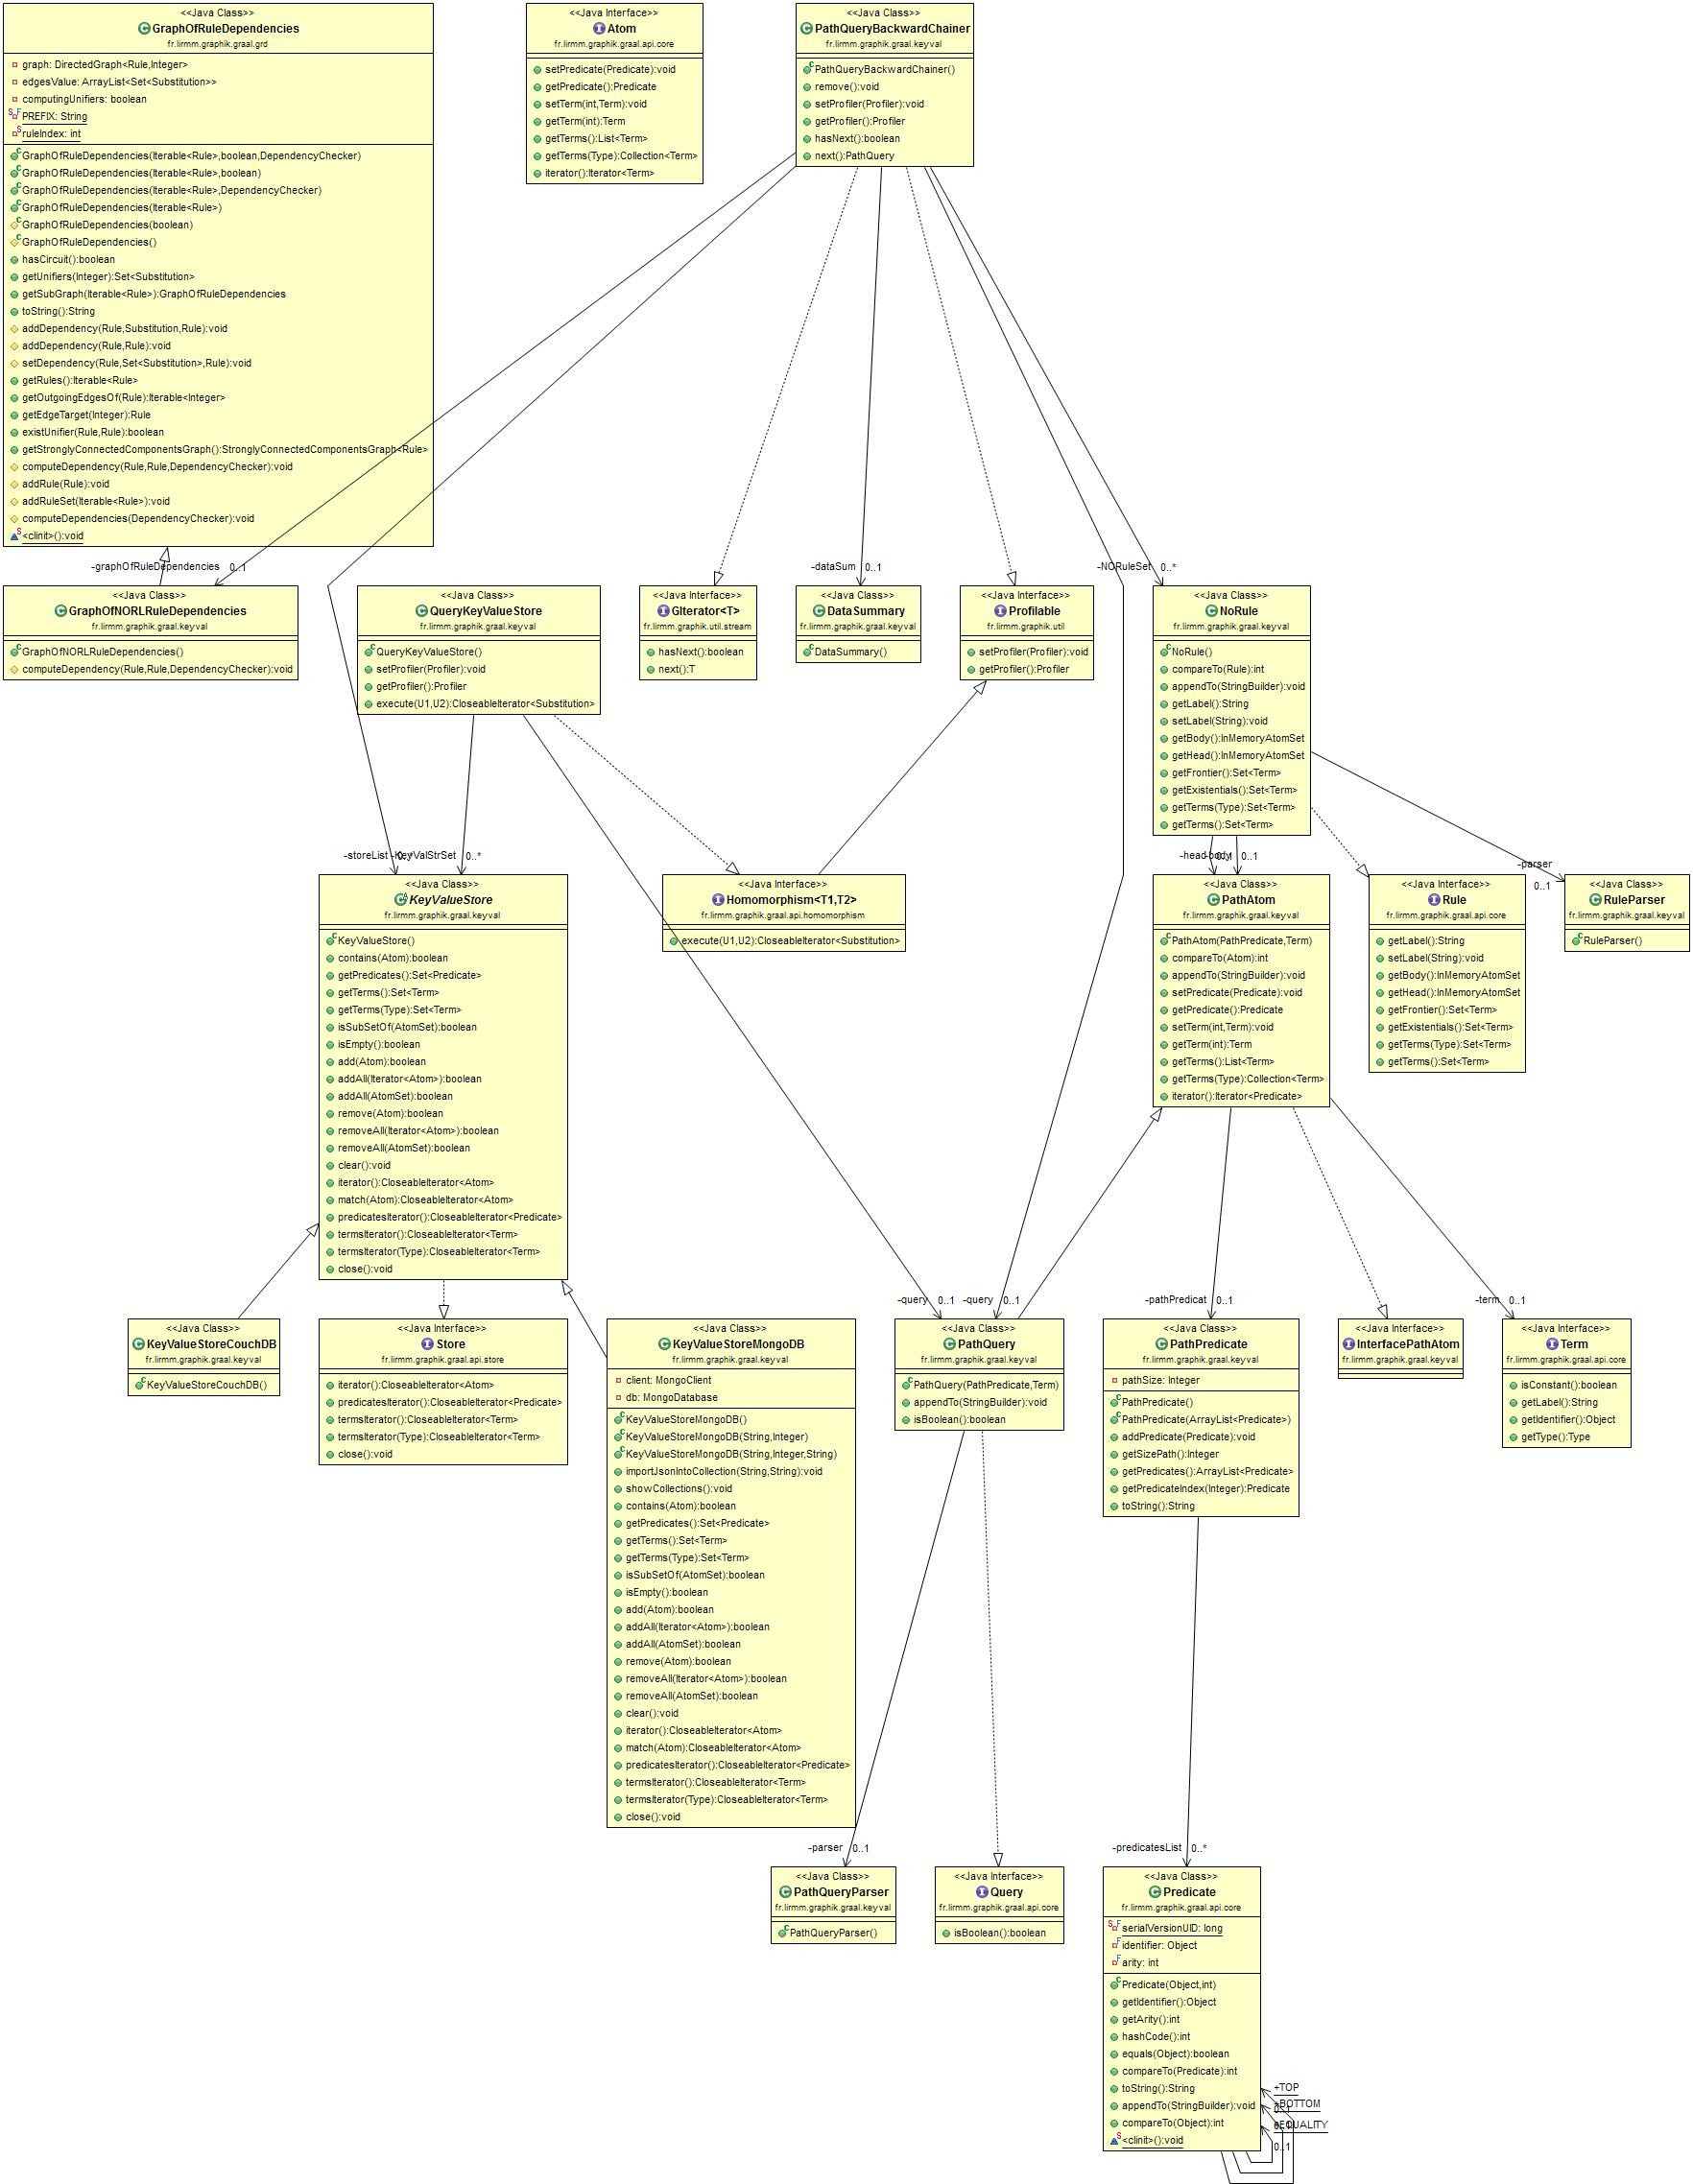 <<Java Class>>
GraphOfRuleDependencies
fr.lirmm.graphik.graal.grd
graph: DirectedGraph<Rule,Integer>
edgesValue: ArrayList<Set<Substitution>>
computingUnifiers: boolean
PREFIX: String
ruleIndex: int
GraphOfRuleDependencies(Iterable<Rule>,boolean,DependencyChecker)
GraphOfRuleDependencies(Iterable<Rule>,boolean)
GraphOfRuleDependencies(Iterable<Rule>,DependencyChecker)
GraphOfRuleDependencies(Iterable<Rule>)
GraphOfRuleDependencies(boolean)
GraphOfRuleDependencies()
hasCircuit():boolean
getUnifiers(Integer):Set<Substitution>
getSubGraph(Iterable<Rule>):GraphOfRuleDependencies
toString():String
addDependency(Rule,Substitution,Rule):void
addDependency(Rule,Rule):void
setDependency(Rule,Set<Substitution>,Rule):void
getRules():Iterable<Rule>
getOutgoingEdgesOf(Rule):Iterable<Integer>
getEdgeTarget(Integer):Rule
existUnifier(Rule,Rule):boolean
getStronglyConnectedComponentsGraph():StronglyConnectedComponentsGraph<Rule>
computeDependency(Rule,Rule,DependencyChecker):void
addRule(Rule):void
addRuleSet(Iterable<Rule>):void
computeDependencies(DependencyChecker):void
<clinit>():void
<<Java Interface>>
Atom
fr.lirmm.graphik.graal.api.core
setPredicate(Predicate):void
getPredicate():Predicate
setTerm(int,Term):void
getTerm(int):Term
getTerms():List<Term>
getTerms(Type):Collection<Term>
iterator():Iterator<Term>
<<Java Class>>
PathQueryBackwardChainer
fr.lirmm.graphik.graal.keyval
PathQueryBackwardChainer()
remove():void
setProfiler(Profiler):void
getProfiler():Profiler
hasNext():boolean
next():PathQuery
-graphOfRuleDependencies 0..1
-dataSum 0..1
-NORuleSet 0..*
<<Java Class>>
GraphOfNORLRuleDependencies
fr.lirmm.graphik.graal.keyval
GraphOfNORLRuleDependencies()
computeDependency(Rule,Rule,DependencyChecker):void
<<Java Class>>
QueryKeyValueStore
fr.lirmm.graphik.graal.keyval
QueryKeyValueStore()
setProfiler(Profiler):void
getProfiler():Profiler
execute(U1,U2):CloseableIterator<Substitution>
<<Java Interface>>
GIterator<T>
fr.lirmm.graphik.util.stream
hasNext():boolean
next():T
<<Java Class>>
DataSummary
fr.lirmm.graphik.graal.keyval
DataSummary()
<<Java Interface>>
Profilable
fr.lirmm.graphik.util
setProfiler(Profiler):void
getProfiler():Profiler
<<Java Class>>
NoRule
fr.lirmm.graphik.graal.keyval
NoRule()
compareTo(Rule):int
appendTo(StringBuilder):void
getLabel():String
setLabel(String):void
getBody():InMemoryAtomSet
getHead():InMemoryAtomSet
getFrontier():Set<Term>
getExistentials():Set<Term>
getTerms(Type):Set<Term>
getTerms():Set<Term>
-storeList 0..* -KeyValStrSet 0..*
-head 0..1 -body 0..1
-parser
0..1
<<Java Class>>
KeyValueStore
fr.lirmm.graphik.graal.keyval
KeyValueStore()
contains(Atom):boolean
getPredicates():Set<Predicate>
getTerms():Set<Term>
getTerms(Type):Set<Term>
isSubSetOf(AtomSet):boolean
isEmpty():boolean
add(Atom):boolean
addAll(Iterator<Atom>):boolean
addAll(AtomSet):boolean
remove(Atom):boolean
removeAll(Iterator<Atom>):boolean
removeAll(AtomSet):boolean
clear():void
iterator():CloseableIterator<Atom>
match(Atom):CloseableIterator<Atom>
predicatesIterator():CloseableIterator<Predicate>
termsIterator():CloseableIterator<Term>
termsIterator(Type):CloseableIterator<Term>
close():void
<<Java Interface>>
Homomorphism<T1,T2>
fr.lirmm.graphik.graal.api.homomorphism
execute(U1,U2):CloseableIterator<Substitution>
<<Java Class>>
PathAtom
fr.lirmm.graphik.graal.keyval
PathAtom(PathPredicate,Term)
compareTo(Atom):int
appendTo(StringBuilder):void
setPredicate(Predicate):void
getPredicate():Predicate
setTerm(int,Term):void
getTerm(int):Term
getTerms():List<Term>
getTerms(Type):Collection<Term>
iterator():Iterator<Predicate>
<<Java Interface>>
Rule
fr.lirmm.graphik.graal.api.core
getLabel():String
setLabel(String):void
getBody():InMemoryAtomSet
getHead():InMemoryAtomSet
getFrontier():Set<Term>
getExistentials():Set<Term>
getTerms(Type):Set<Term>
getTerms():Set<Term>
<<Java Class>>
RuleParser
fr.lirmm.graphik.graal.keyval
RuleParser()
-query 0..1 -query 0..1
-pathPredicat 0..1
-term 0..1
<<Java Class>>
KeyValueStoreCouchDB
fr.lirmm.graphik.graal.keyval
KeyValueStoreCouchDB()
<<Java Interface>>
Store
fr.lirmm.graphik.graal.api.store
iterator():CloseableIterator<Atom>
predicatesIterator():CloseableIterator<Predicate>
termsIterator():CloseableIterator<Term>
termsIterator(Type):CloseableIterator<Term>
close():void
<<Java Class>>
KeyValueStoreMongoDB
fr.lirmm.graphik.graal.keyval
client: MongoClient
db: MongoDatabase
KeyValueStoreMongoDB()
KeyValueStoreMongoDB(String,Integer)
KeyValueStoreMongoDB(String,Integer,String)
importJsonIntoCollection(String,String):void
showCollections():void
contains(Atom):boolean
getPredicates():Set<Predicate>
getTerms():Set<Term>
getTerms(Type):Set<Term>
isSubSetOf(AtomSet):boolean
isEmpty():boolean
add(Atom):boolean
addAll(Iterator<Atom>):boolean
addAll(AtomSet):boolean
remove(Atom):boolean
removeAll(Iterator<Atom>):boolean
removeAll(AtomSet):boolean
clear():void
iterator():CloseableIterator<Atom>
match(Atom):CloseableIterator<Atom>
predicatesIterator():CloseableIterator<Predicate>
termsIterator():CloseableIterator<Term>
termsIterator(Type):CloseableIterator<Term>
close():void
<<Java Class>>
PathQuery
fr.lirmm.graphik.graal.keyval
PathQuery(PathPredicate,Term)
appendTo(StringBuilder):void
isBoolean():boolean
<<Java Class>>
PathPredicate
fr.lirmm.graphik.graal.keyval
pathSize: Integer
PathPredicate()
PathPredicate(ArrayList<Predicate>)
addPredicate(Predicate):void
getSizePath():Integer
getPredicates():ArrayList<Predicate>
getPredicateIndex(Integer):Predicate
toString():String
<<Java Interface>>
InterfacePathAtom
fr.lirmm.graphik.graal.keyval
<<Java Interface>>
Term
fr.lirmm.graphik.graal.api.core
isConstant():boolean
getLabel():String
getIdentifier():Object
getType():Type
-parser 0..1
-predicatesList 0..*
<<Java Class>>
PathQueryParser
fr.lirmm.graphik.graal.keyval
PathQueryParser()
<<Java Interface>>
Query
fr.lirmm.graphik.graal.api.core
isBoolean():boolean
<<Java Class>>
Predicate
fr.lirmm.graphik.graal.api.core
serialVersionUID: long
identifier: Object
arity: int
Predicate(Object,int)
getIdentifier():Object
getArity():int
hashCode():int
equals(Object):boolean
compareTo(Predicate):int
toString():String
appendTo(StringBuilder):void
compareTo(Object):int
<clinit>():void
+TOP
+BOTTOM
0..1
+EQUALITY
0..1
0..1